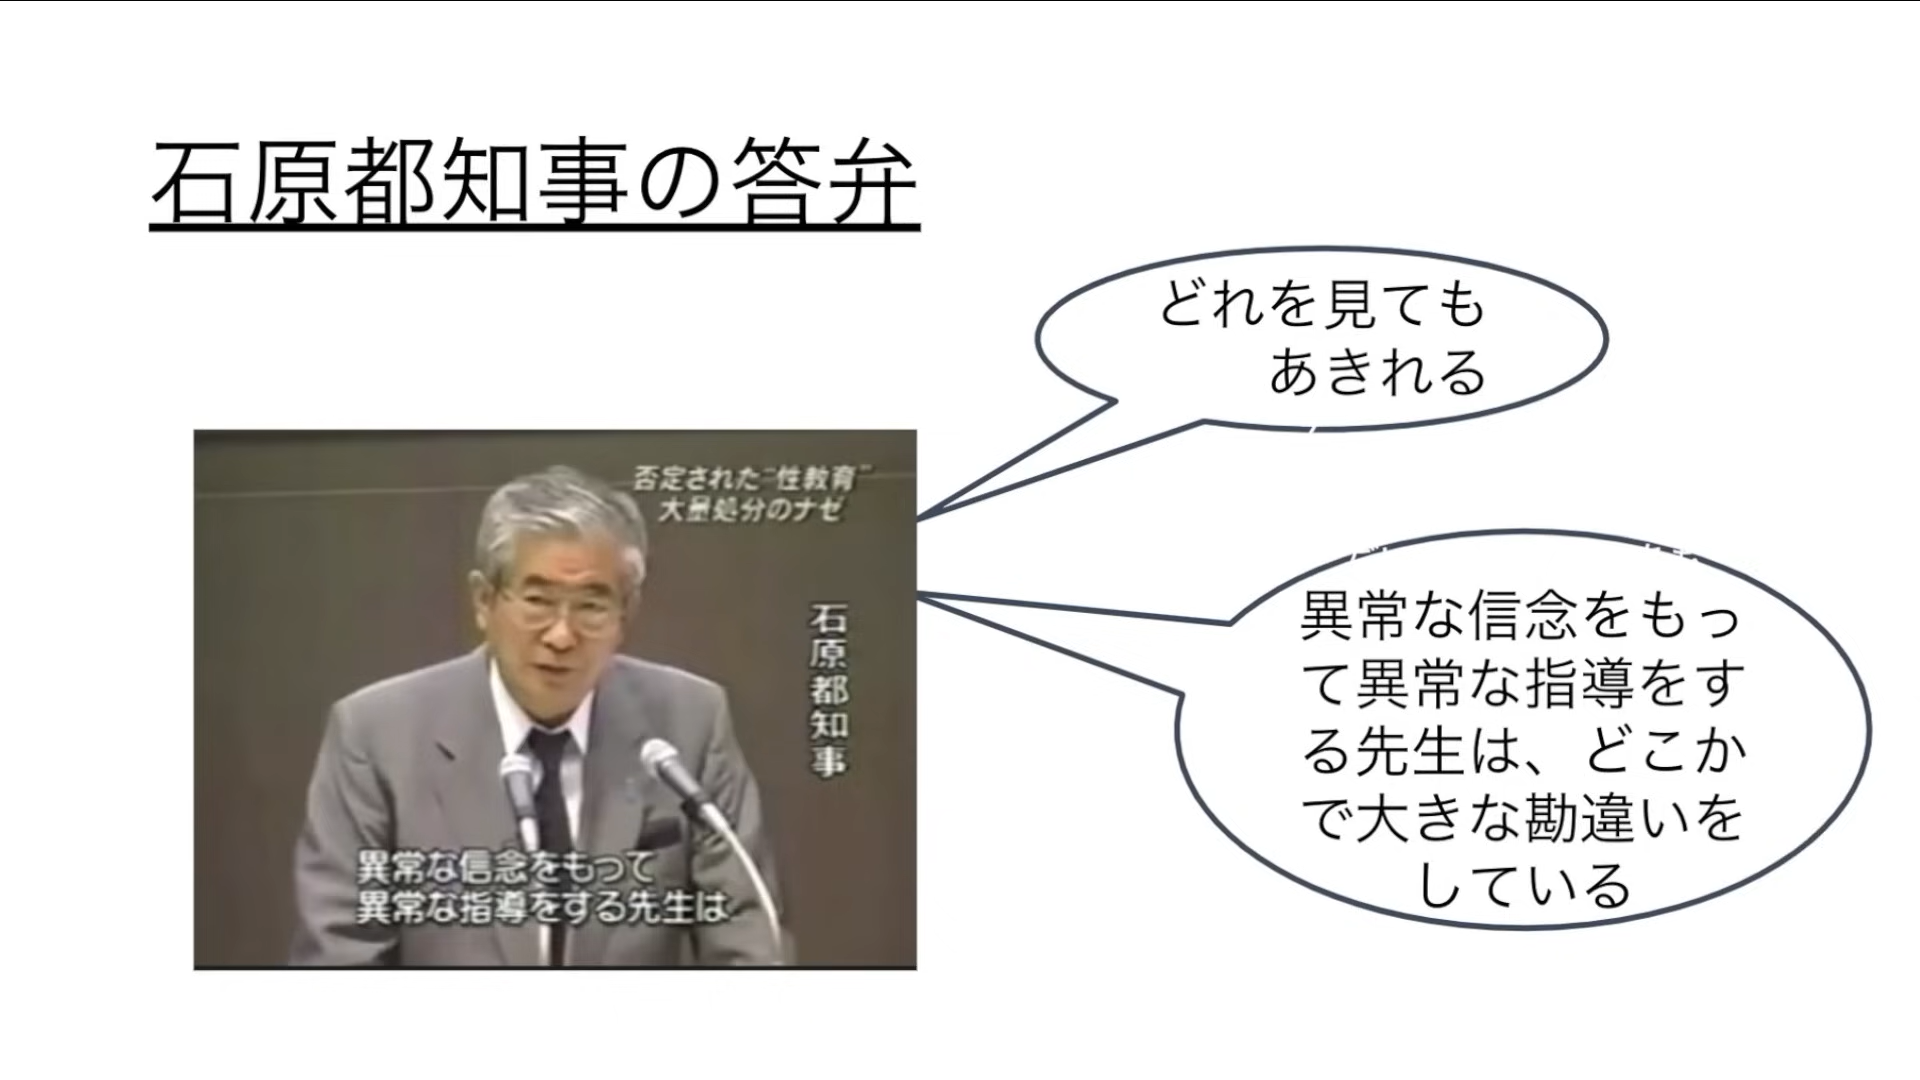 石原都知事の答弁
どれを見ても
あきれる
否定された“性教育”
大量処分のナゼ
石原都知事
異常な信念をもって
異常な指導をする先生は
異常な信念をもっ
て異常な指導をす
る先生は、どこか
で大きな勘違いを
している